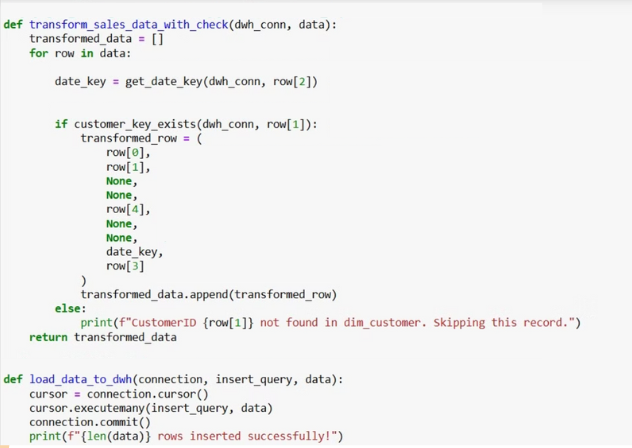 def transform_sales_data_with_check(dwh_conn, data):
    transformed_data = []
    for row in data:

        date_key = get_date_key(dwh_conn, row[2])


        if customer_key_exists(dwh_conn, row[1]):
            transformed_row = (
                row[0],
                row[1],
                None,
                None,
                row[4],
                None,
                None,
                date_key,
                row[3]
            )
            transformed_data.append(transformed_row)
        else:
            print(f"CustomerID {row[1]} not found in dim_customer. Skipping this record.")
    return transformed_data


def load_data_to_dwh(connection, insert_query, data):
    cursor = connection.cursor()
    cursor.executemany(insert_query, data)
    connection.commit()
    print(f"{len(data)} rows inserted successfully!")